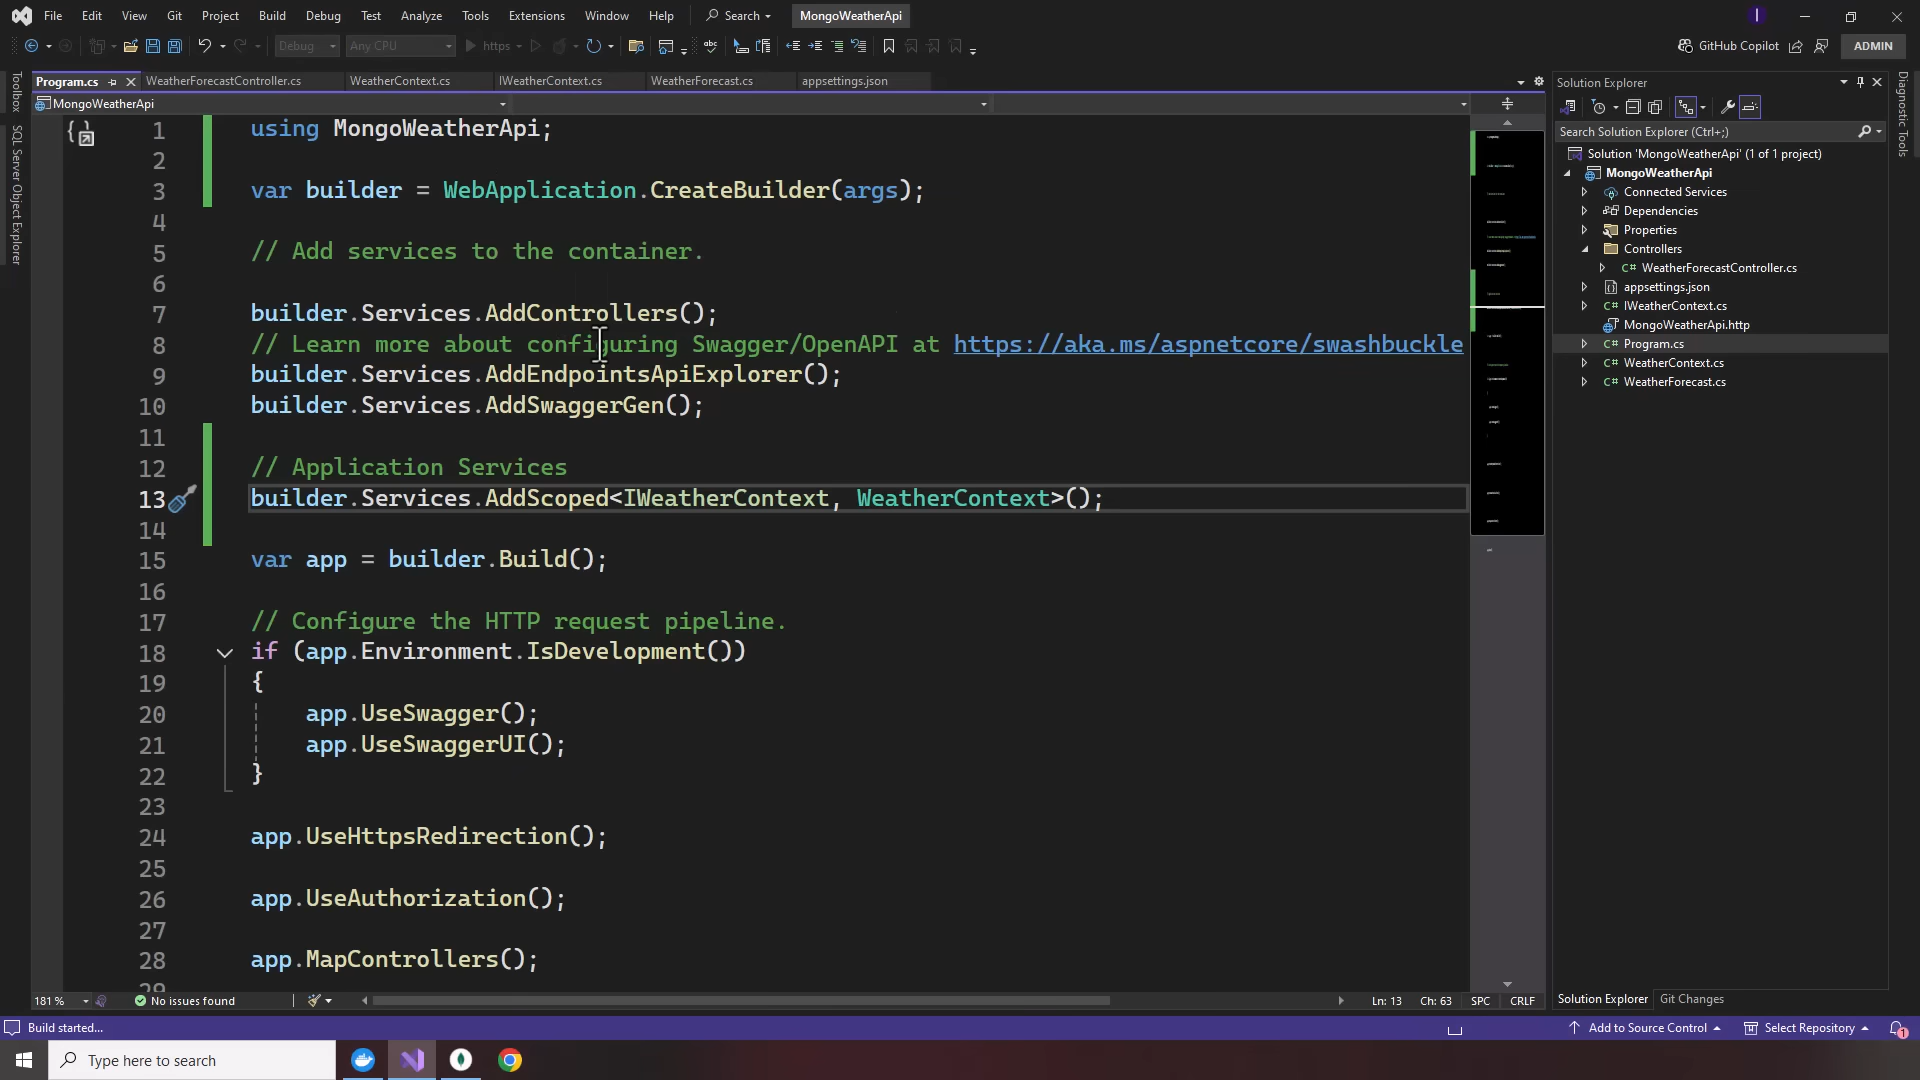 File Edit View Git Project Build Debug Test Analyze Tools Extensions Window Help Search MongoWeatherApi
Debug Any CPU https GitHub Copilot ADMIN
Program.cs WeatherForecastController.cs WeatherContext.cs IWeatherContext.cs WeatherForecast.cs appsettings.json
MongoWeatherApi
1 using MongoWeatherApi;
2
3 var builder = WebApplication.CreateBuilder(args);
4
5 // Add services to the container.
6
7 builder.Services.AddControllers();
8 // Learn more about configuring Swagger/OpenAPI at https://aka.ms/aspnetcore/swashbuckle
9 builder.Services.AddEndpointsApiExplorer();
10 builder.Services.AddSwaggerGen();
11
12 // Application Services
13 builder.Services.AddScoped<IWeatherContext, WeatherContext>();
14
15 var app = builder.Build();
16
17 // Configure the HTTP request pipeline.
18 if (app.Environment.IsDevelopment())
19 {
20 app.UseSwagger();
21 app.UseSwaggerUI();
22 }
23
24 app.UseHttpsRedirection();
25
26 app.UseAuthorization();
27
28 app.MapControllers();
29
181 % No issues found Ln: 13 Ch: 63 SPC CRLF
Toolbox
SQL Server Object Explorer
Solution Explorer
Search Solution Explorer (Ctrl+;)
Solution 'MongoWeatherApi' (1 of 1 project)
MongoWeatherApi
Connected Services
Dependencies
Properties
Controllers
C# WeatherForecastController.cs
appsettings.json
C# IWeatherContext.cs
MongoWeatherApi.http
C# Program.cs
C# WeatherContext.cs
C# WeatherForecast.cs
Solution Explorer Git Changes
Diagnostic Tools
Build started... Add to Source Control Select Repository 1
Type here to search